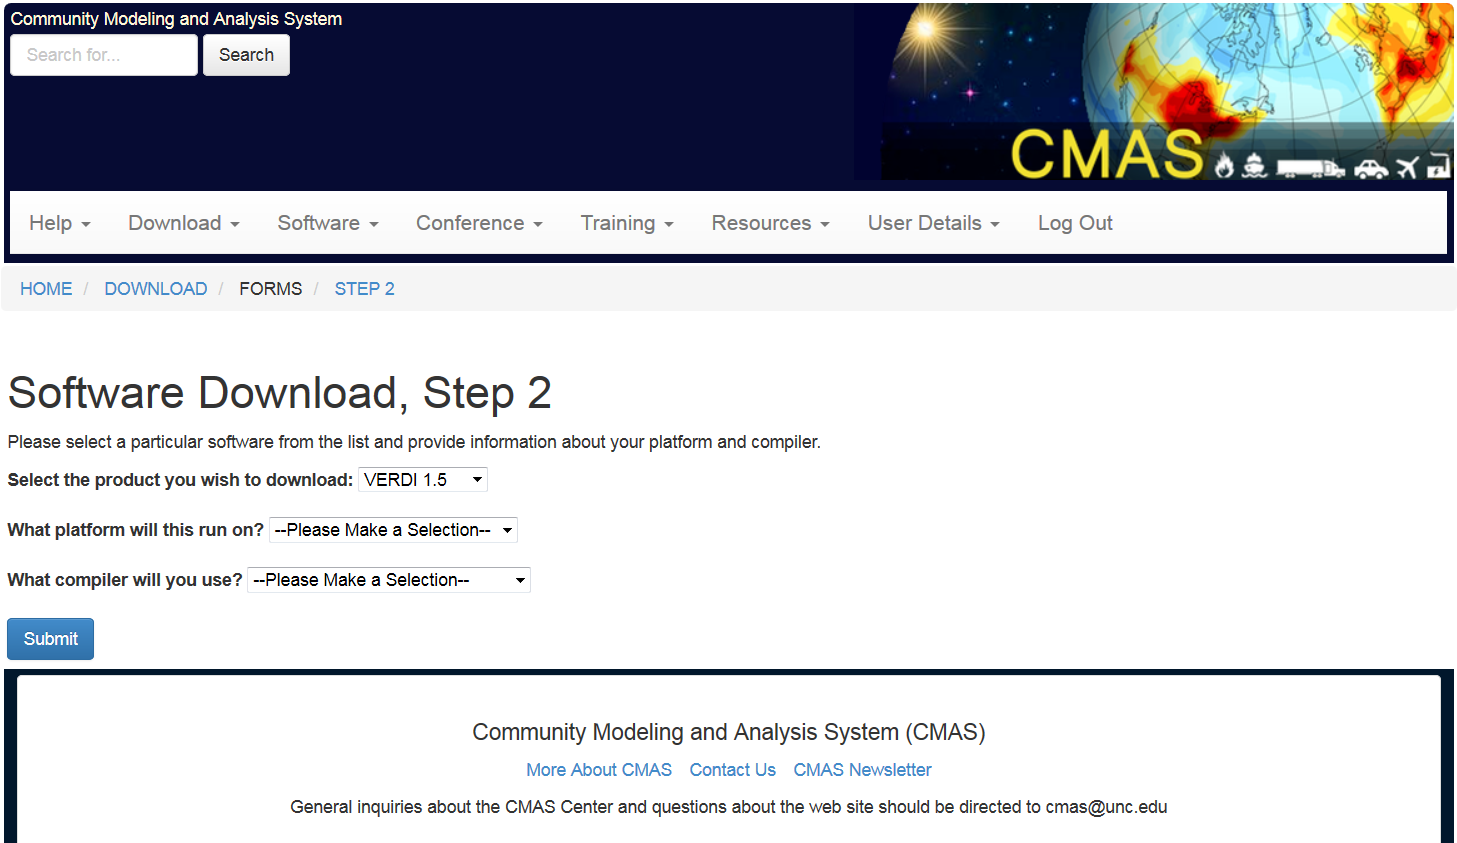 Community Modeling and Analysis System
Search for... Search
CMAS
Help Download Software Conference Training Resources User Details Log Out
HOME / DOWNLOAD / FORMS / STEP 2
Software Download, Step 2
Please select a particular software from the list and provide information about your platform and compiler.
Select the product you wish to download: VERDI 1.5
What platform will this run on? --Please Make a Selection--
What compiler will you use? --Please Make a Selection--
Submit
Community Modeling and Analysis System (CMAS)
More About CMAS Contact Us CMAS Newsletter
General inquiries about the CMAS Center and questions about the web site should be directed to cmas@unc.edu